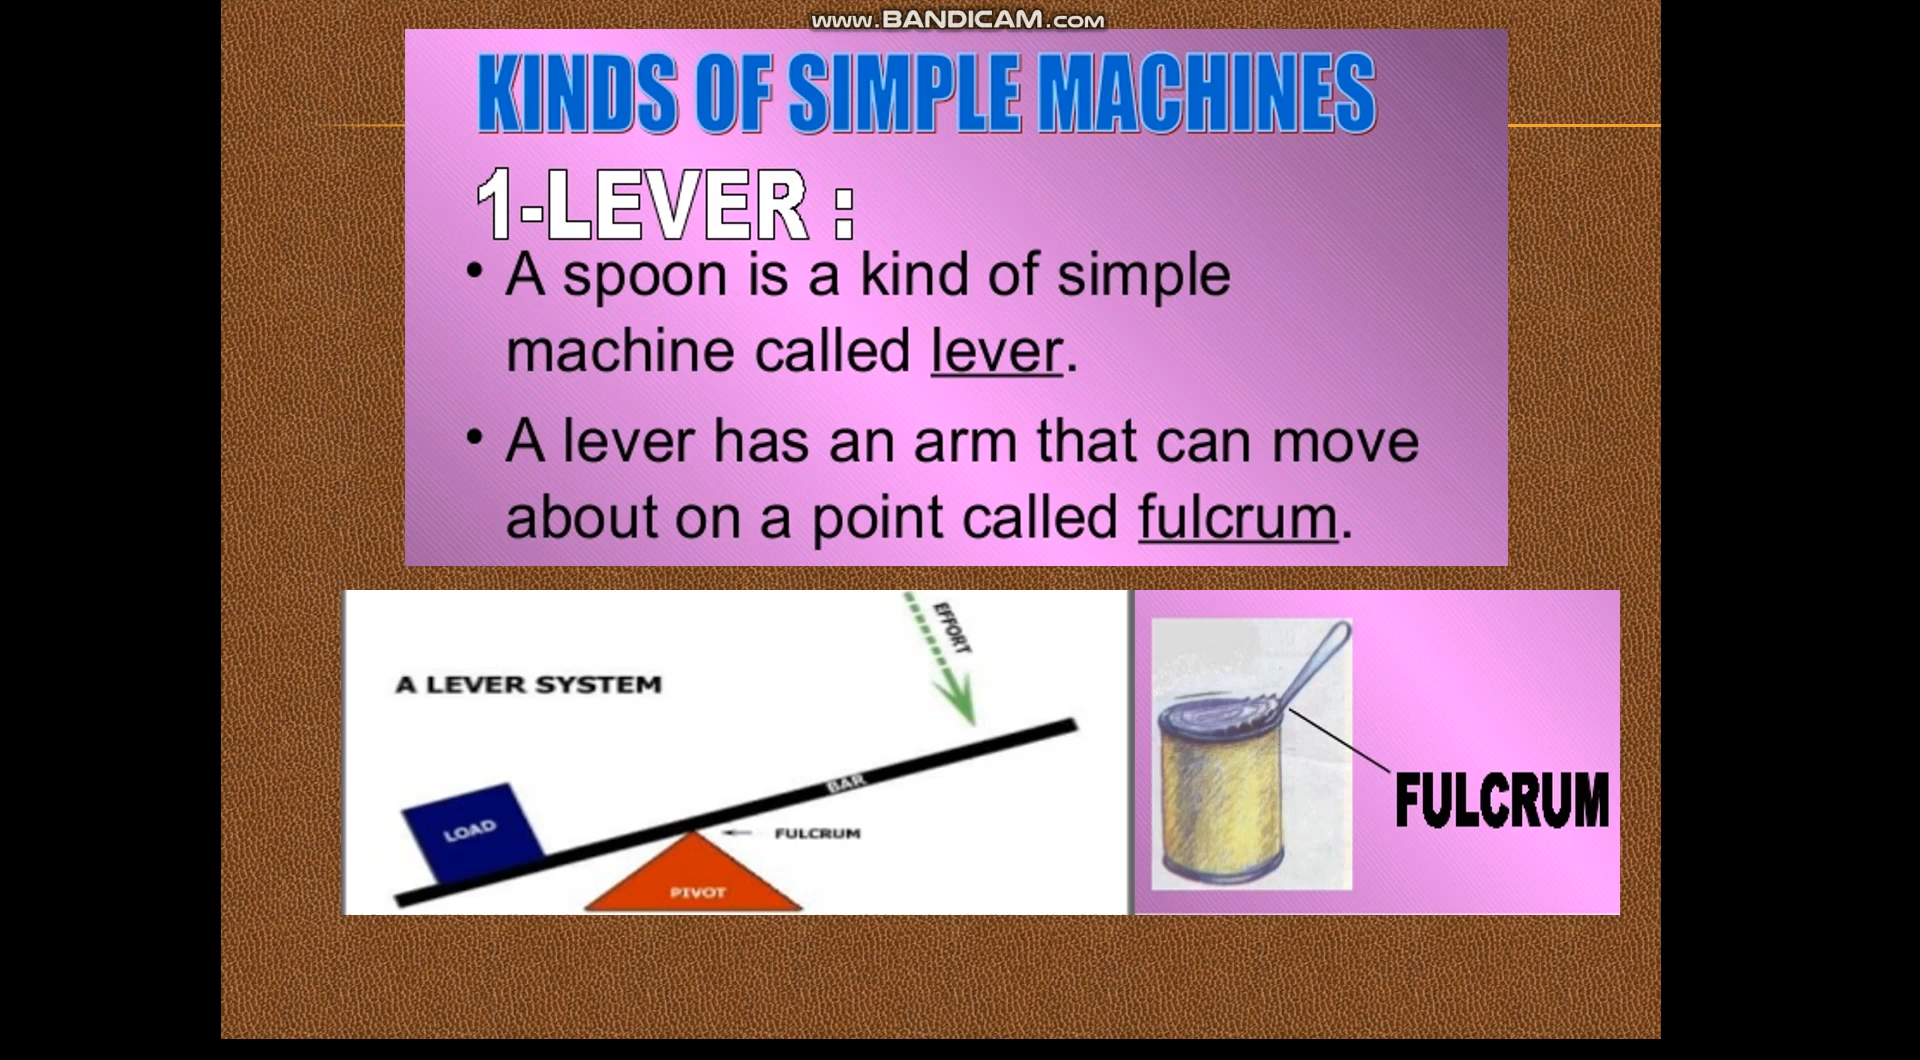 www.BANDICAM.com
KINDS OF SIMPLE MACHINES
1-LEVER :
• A spoon is a kind of simple
machine called lever.
• A lever has an arm that can move
about on a point called fulcrum.
EFFORT
A LEVER SYSTEM
BAR
LOAD
FULCRUM
PIVOT
FULCRUM